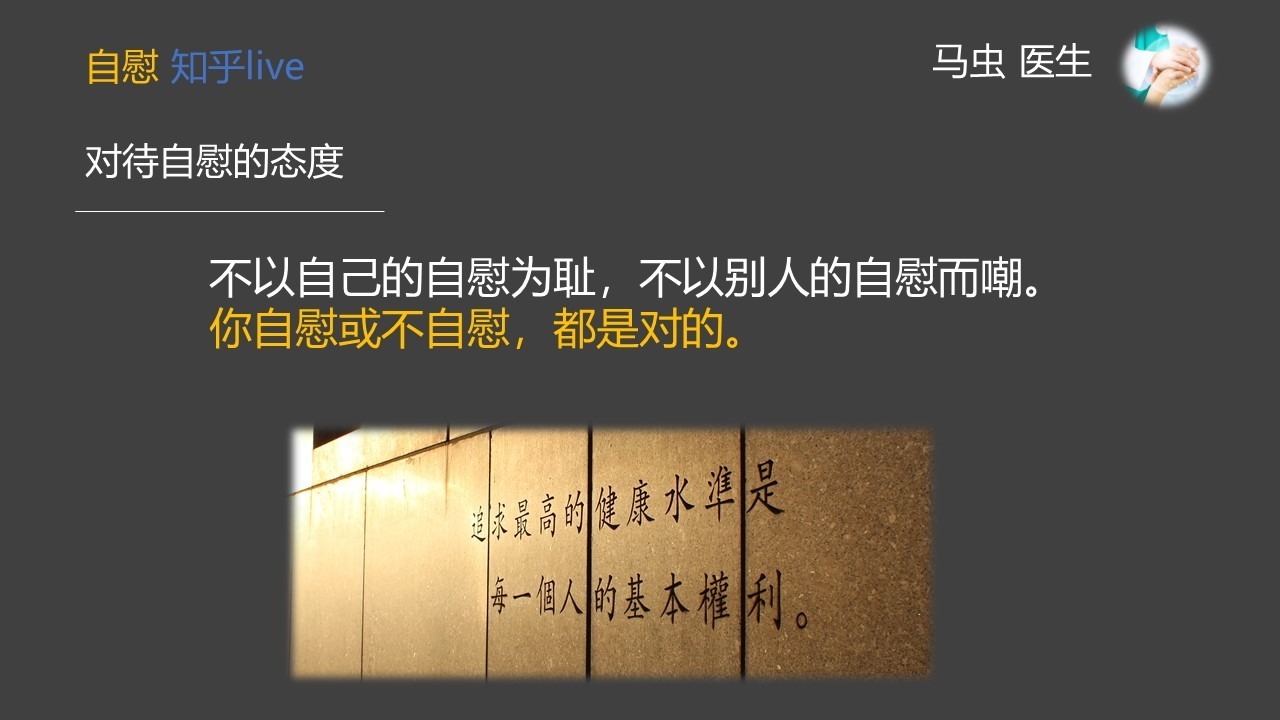 自慰 知乎live
马虫 医生
对待自慰的态度
不以自己的自慰为耻，不以别人的自慰而嘲。
你自慰或不自慰，都是对的。
追求最高的健康水準是
每一個人的基本權利。